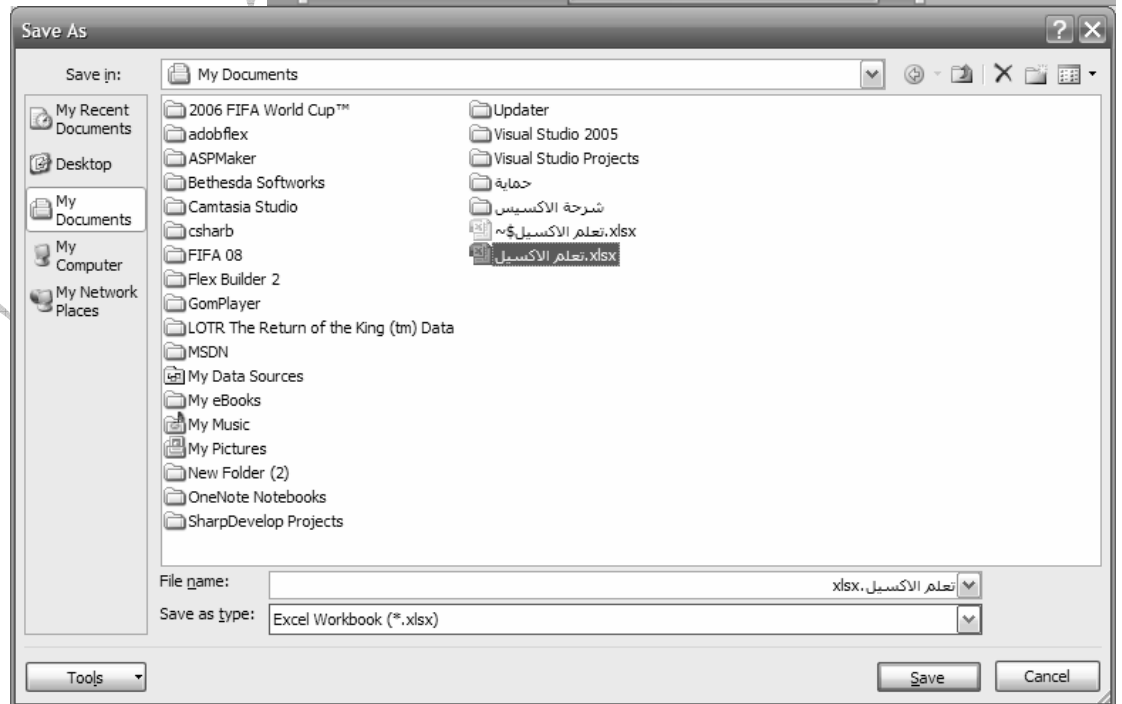 Save As
Save in:
My Documents
My Recent Documents
Desktop
My Documents
My Computer
My Network Places
2006 FIFA World Cup™
adobflex
ASPMaker
Bethesda Softworks
Camtasia Studio
csharb
FIFA 08
Flex Builder 2
GomPlayer
LOTR The Return of the King (tm) Data
MSDN
My Data Sources
My eBooks
My Music
My Pictures
New Folder (2)
OneNote Notebooks
SharpDevelop Projects
Updater
Visual Studio 2005
Visual Studio Projects
حماية
شرحة الاكسيس
~$تعلم الاكسيل.xlsx
تعلم الاكسيل.xlsx
File name:
تعلم الاكسيل.xlsx
Save as type:
Excel Workbook (*.xlsx)
Tools
Save
Cancel